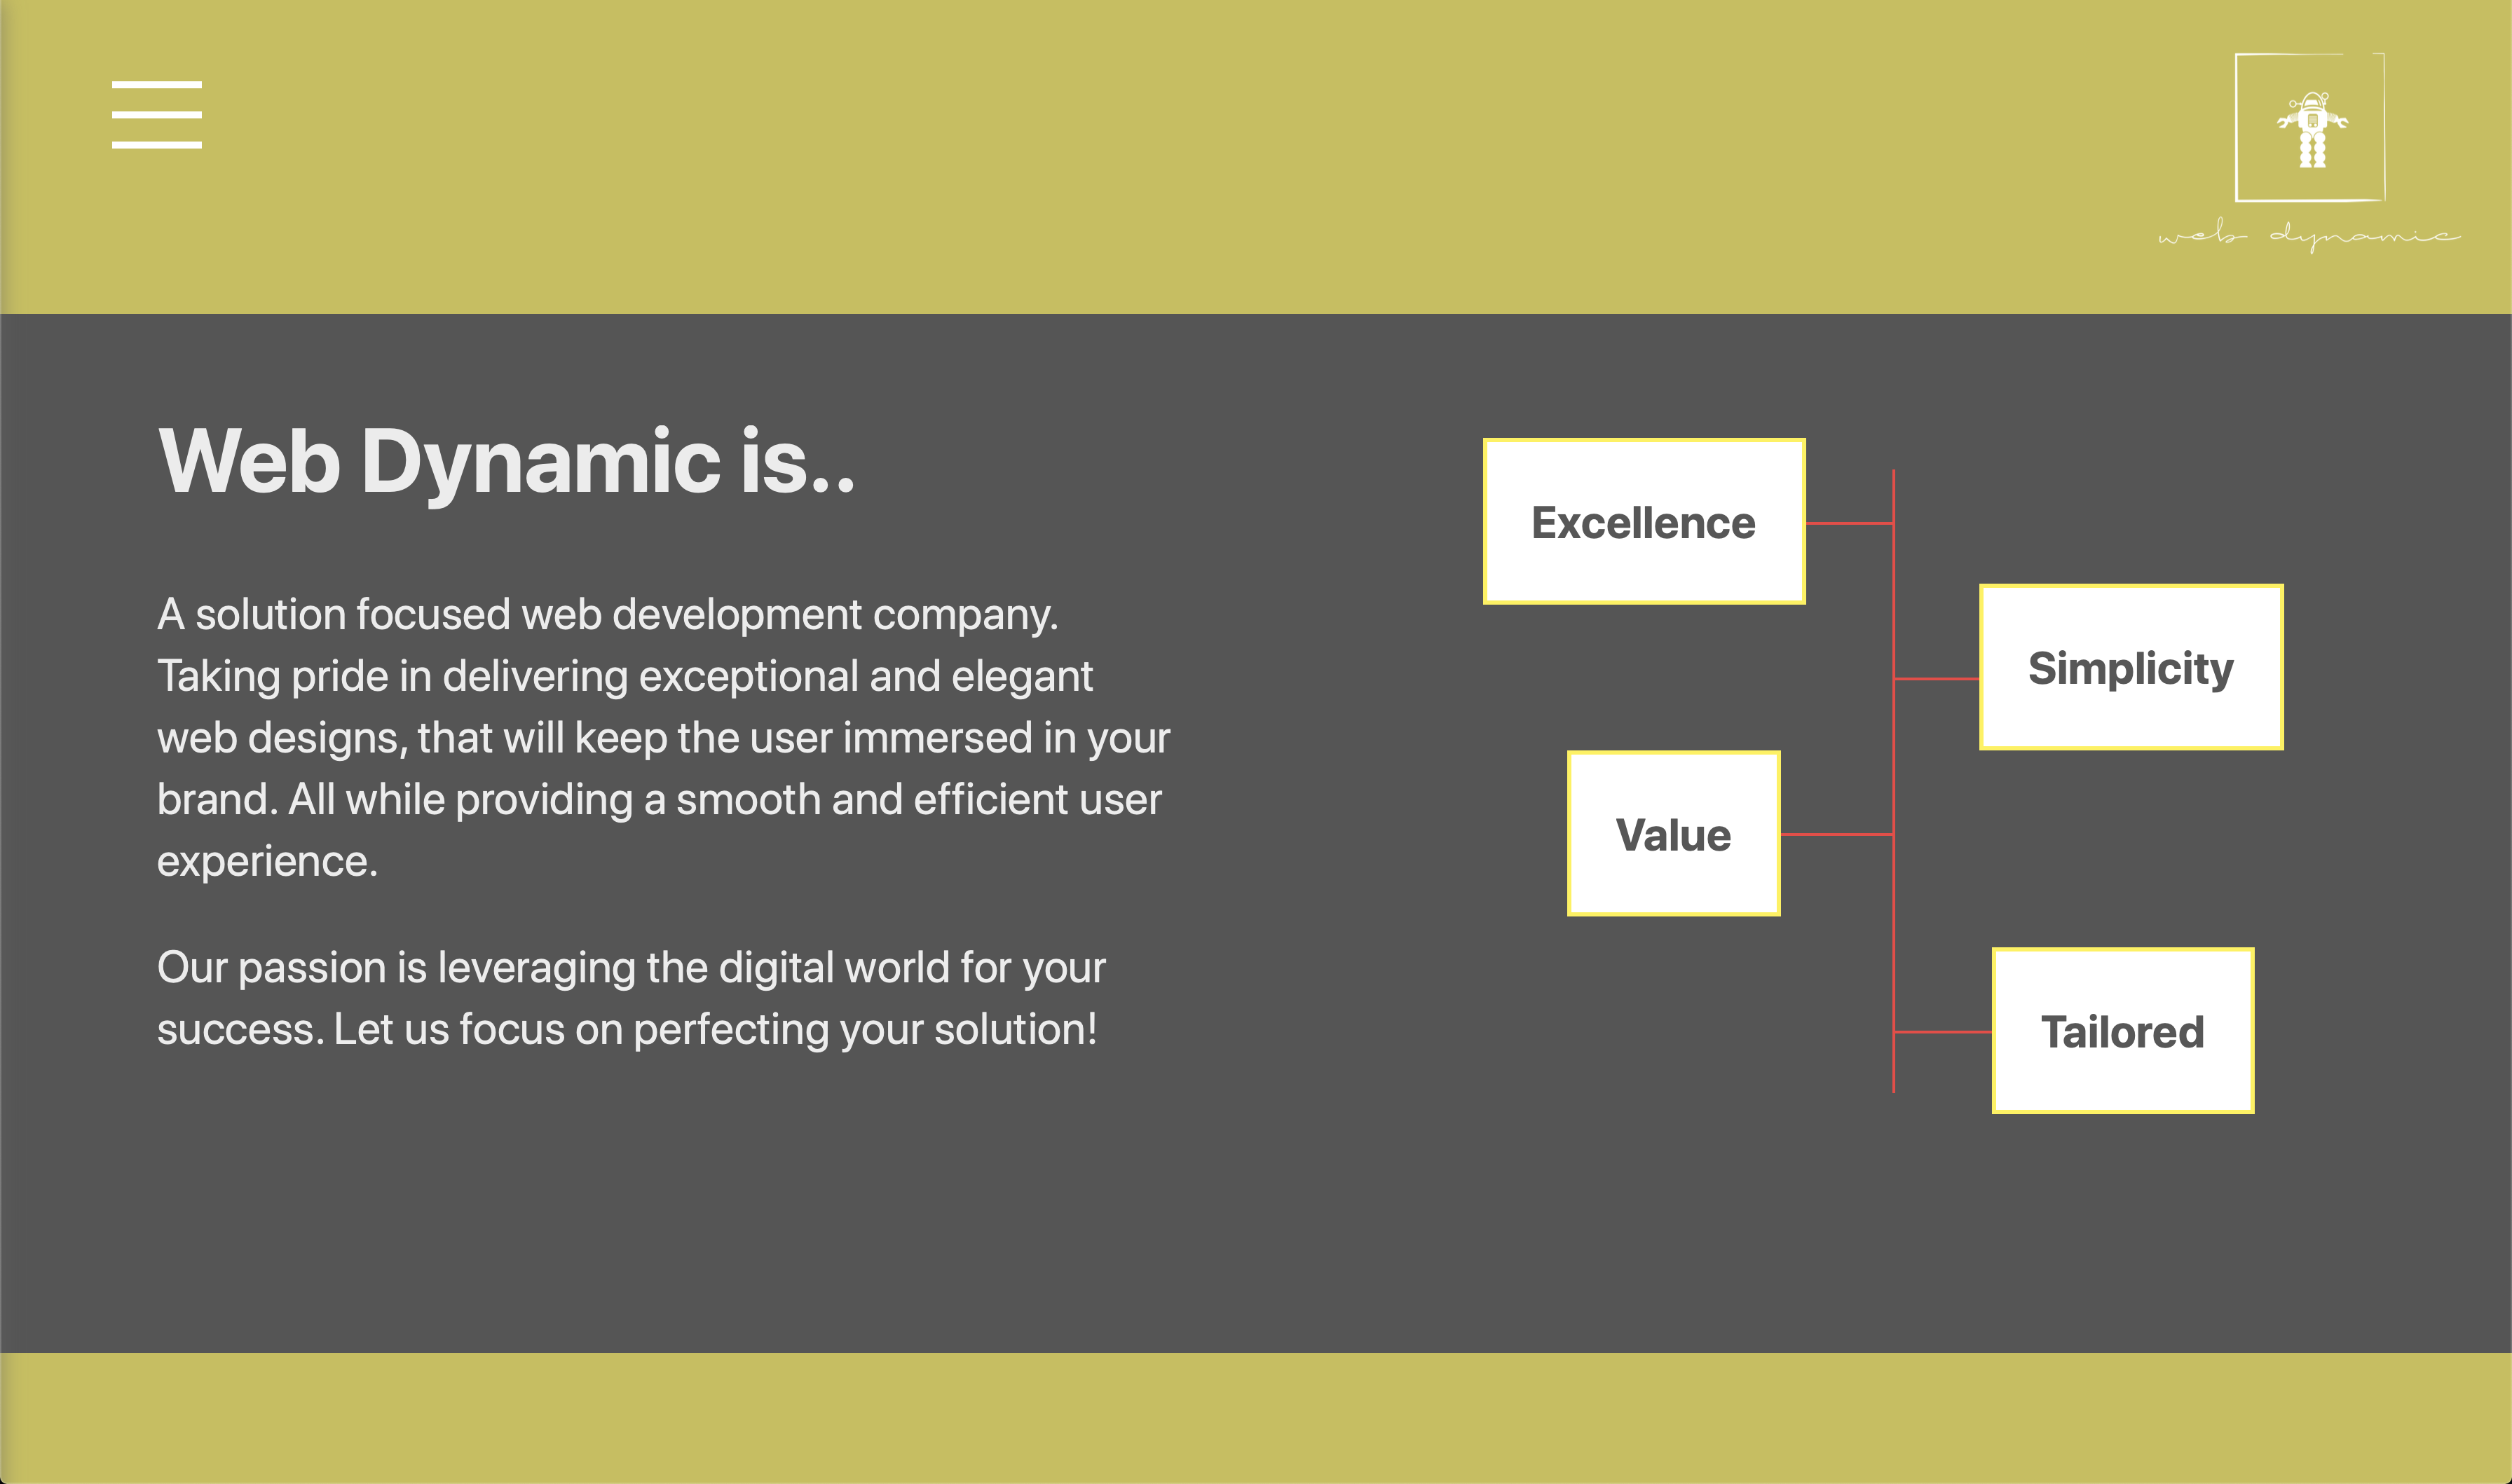 web dynamic
Web Dynamic is..
A solution focused web development company.
Taking pride in delivering exceptional and elegant
web designs, that will keep the user immersed in your
brand. All while providing a smooth and efficient user
experience.
Our passion is leveraging the digital world for your
success. Let us focus on perfecting your solution!
Excellence
Simplicity
Value
Tailored